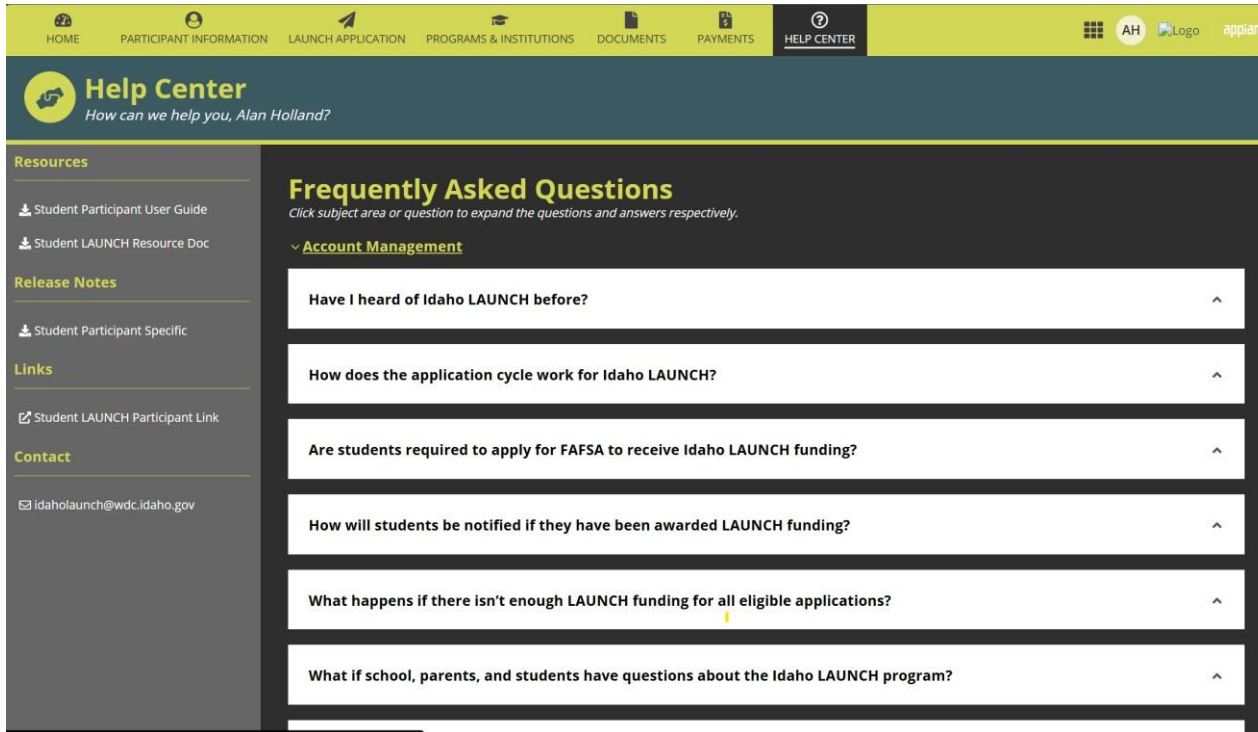 HOME
PARTICIPANT INFORMATION
LAUNCH APPLICATION
PROGRAMS & INSTITUTIONS
DOCUMENTS
PAYMENTS
HELP CENTER
AH
Logo
Help Center
How can we help you, Alan Holland?
Resources
Student Participant User Guide
Student LAUNCH Resource Doc
Release Notes
Student Participant Specific
Links
Student LAUNCH Participant Link
Contact
idaholaunch@wdc.idaho.gov
Frequently Asked Questions
Click subject area or question to expand the questions and answers respectively.
Account Management
Have I heard of Idaho LAUNCH before?
How does the application cycle work for Idaho LAUNCH?
Are students required to apply for FAFSA to receive Idaho LAUNCH funding?
How will students be notified if they have been awarded LAUNCH funding?
What happens if there isn’t enough LAUNCH funding for all eligible applications?
What if school, parents, and students have questions about the Idaho LAUNCH program?